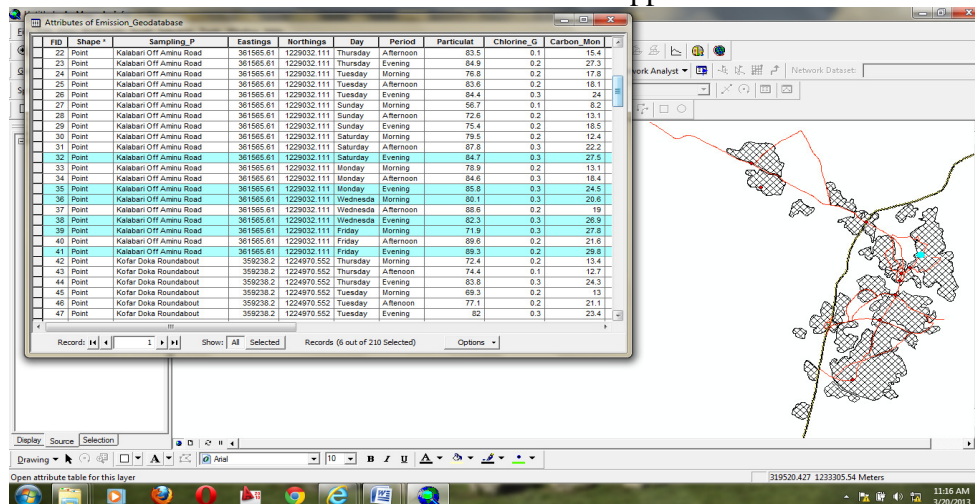 Attributes of Emission_Geodatabase
FID Shape * Sampling_P Eastings Northings Day Period Particulat Chlorine_G Carbon_Mon
22 Point Kalabari Off Aminu Road 361565.61 1229032.111 Thursday Afternoon 83.5 0.1 15.4
23 Point Kalabari Off Aminu Road 361565.61 1229032.111 Thursday Evening 84.9 0.2 27.3
24 Point Kalabari Off Aminu Road 361565.61 1229032.111 Tuesday Morning 76.8 0.2 17.8
25 Point Kalabari Off Aminu Road 361565.61 1229032.111 Tuesday Afternoon 83.6 0.2 18.1
26 Point Kalabari Off Aminu Road 361565.61 1229032.111 Tuesday Evening 84.4 0.3 24
27 Point Kalabari Off Aminu Road 361565.61 1229032.111 Sunday Morning 56.7 0.1 8.2
28 Point Kalabari Off Aminu Road 361565.61 1229032.111 Sunday Afternoon 72.6 0.2 13.1
29 Point Kalabari Off Aminu Road 361565.61 1229032.111 Sunday Evening 75.4 0.2 18.5
30 Point Kalabari Off Aminu Road 361565.61 1229032.111 Saturday Morning 79.5 0.2 12.4
31 Point Kalabari Off Aminu Road 361565.61 1229032.111 Saturday Afternoon 87.8 0.3 22.2
32 Point Kalabari Off Aminu Road 361565.61 1229032.111 Saturday Evening 84.7 0.3 27.5
33 Point Kalabari Off Aminu Road 361565.61 1229032.111 Monday Morning 78.9 0.2 13.1
34 Point Kalabari Off Aminu Road 361565.61 1229032.111 Monday Afternoon 84.6 0.3 18.4
35 Point Kalabari Off Aminu Road 361565.61 1229032.111 Monday Evening 85.8 0.3 24.5
36 Point Kalabari Off Aminu Road 361565.61 1229032.111 Wednesda Morning 80.1 0.3 20.6
37 Point Kalabari Off Aminu Road 361565.61 1229032.111 Wednesda Afternoon 88.6 0.2 19
38 Point Kalabari Off Aminu Road 361565.61 1229032.111 Wednesda Evening 82.3 0.3 26.9
39 Point Kalabari Off Aminu Road 361565.61 1229032.111 Friday Morning 71.9 0.3 27.8
40 Point Kalabari Off Aminu Road 361565.61 1229032.111 Friday Afternoon 89.6 0.2 21.6
41 Point Kalabari Off Aminu Road 361565.61 1229032.111 Friday Evening 89.3 0.2 29.8
42 Point Kofar Doka Roundabout 359238.2 1224970.552 Thursday Morning 72.4 0.2 13.4
43 Point Kofar Doka Roundabout 359238.2 1224970.552 Thursday Aftenoon 74.4 0.1 12.7
44 Point Kofar Doka Roundabout 359238.2 1224970.552 Thursday Evening 83.8 0.3 24.3
45 Point Kofar Doka Roundabout 359238.2 1224970.552 Tuesday Morning 69.3 0.2 13
46 Point Kofar Doka Roundabout 359238.2 1224970.552 Tuesday Aftenoon 77.1 0.2 21.1
47 Point Kofar Doka Roundabout 359238.2 1224970.552 Tuesday Evening 82 0.3 23.4
Record: 1 Show: All Selected Records (6 out of 210 Selected) Options
work Analyst Network Dataset:
Display Source Selection
Drawing A Arial 10 B I U A
Open attribute table for this layer 319520.427 1233305.54 Meters
11:16 AM
3/20/2013